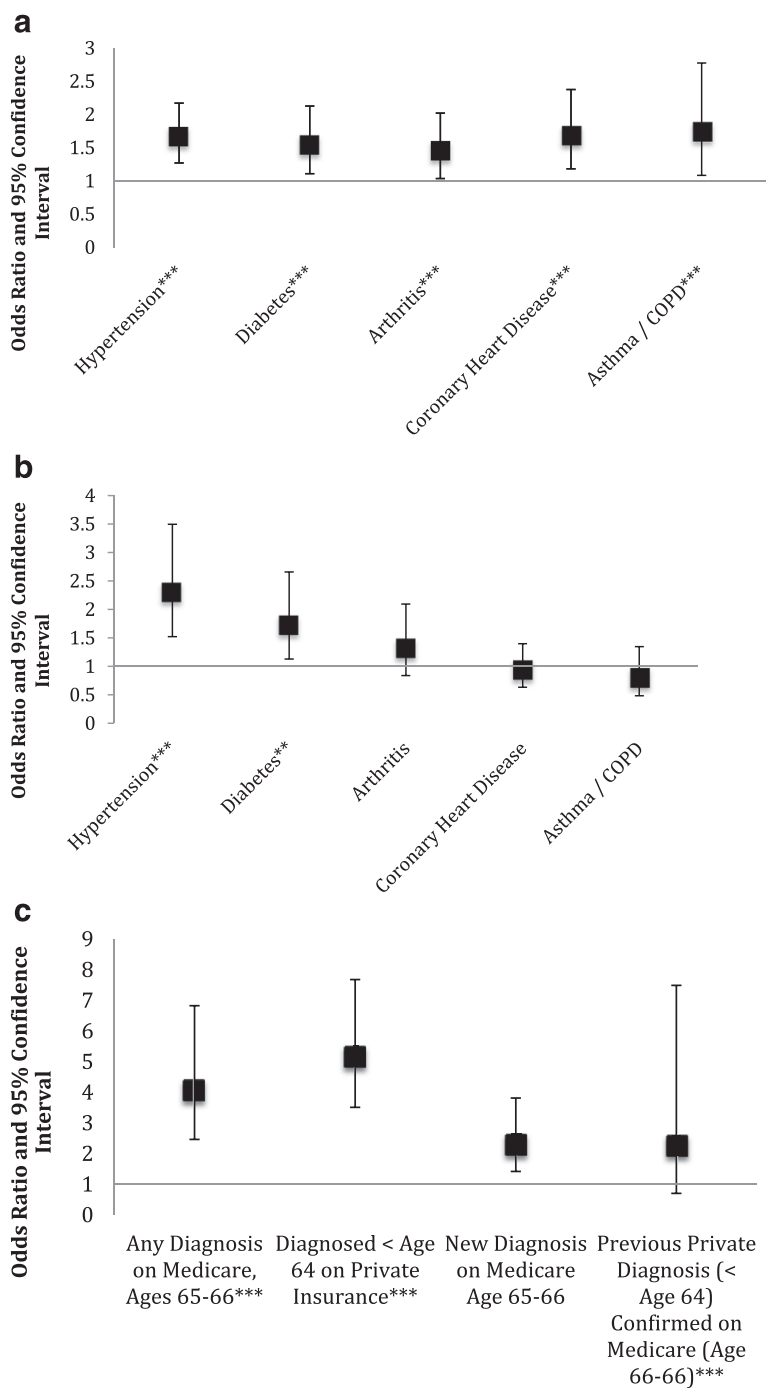 a
Odds Ratio and 95% Confidence
Interval
3
2.5
2
1.5
1
0.5
0
Hypertension***
Diabetes***
Arthritis***
Coronary Heart Disease***
Asthma / COPD***
b
Odds Ratio and 95% Confidence
Interval
4
3.5
3
2.5
2
1.5
1
0.5
0
Hypertension***
Diabetes**
Arthritis
Coronary Heart Disease
Asthma / COPD
c
Odds Ratio and 95% Confidence
Interval
9
8
7
6
5
4
3
2
1
0
Any Diagnosis
on Medicare,
Ages 65-66***
Diagnosed < Age
64 on Private
Insurance***
New Diagnosis
on Medicare
Age 65-66
Previous Private
Diagnosis (<
Age 64)
Confirmed on
Medicare (Age
66-66)***